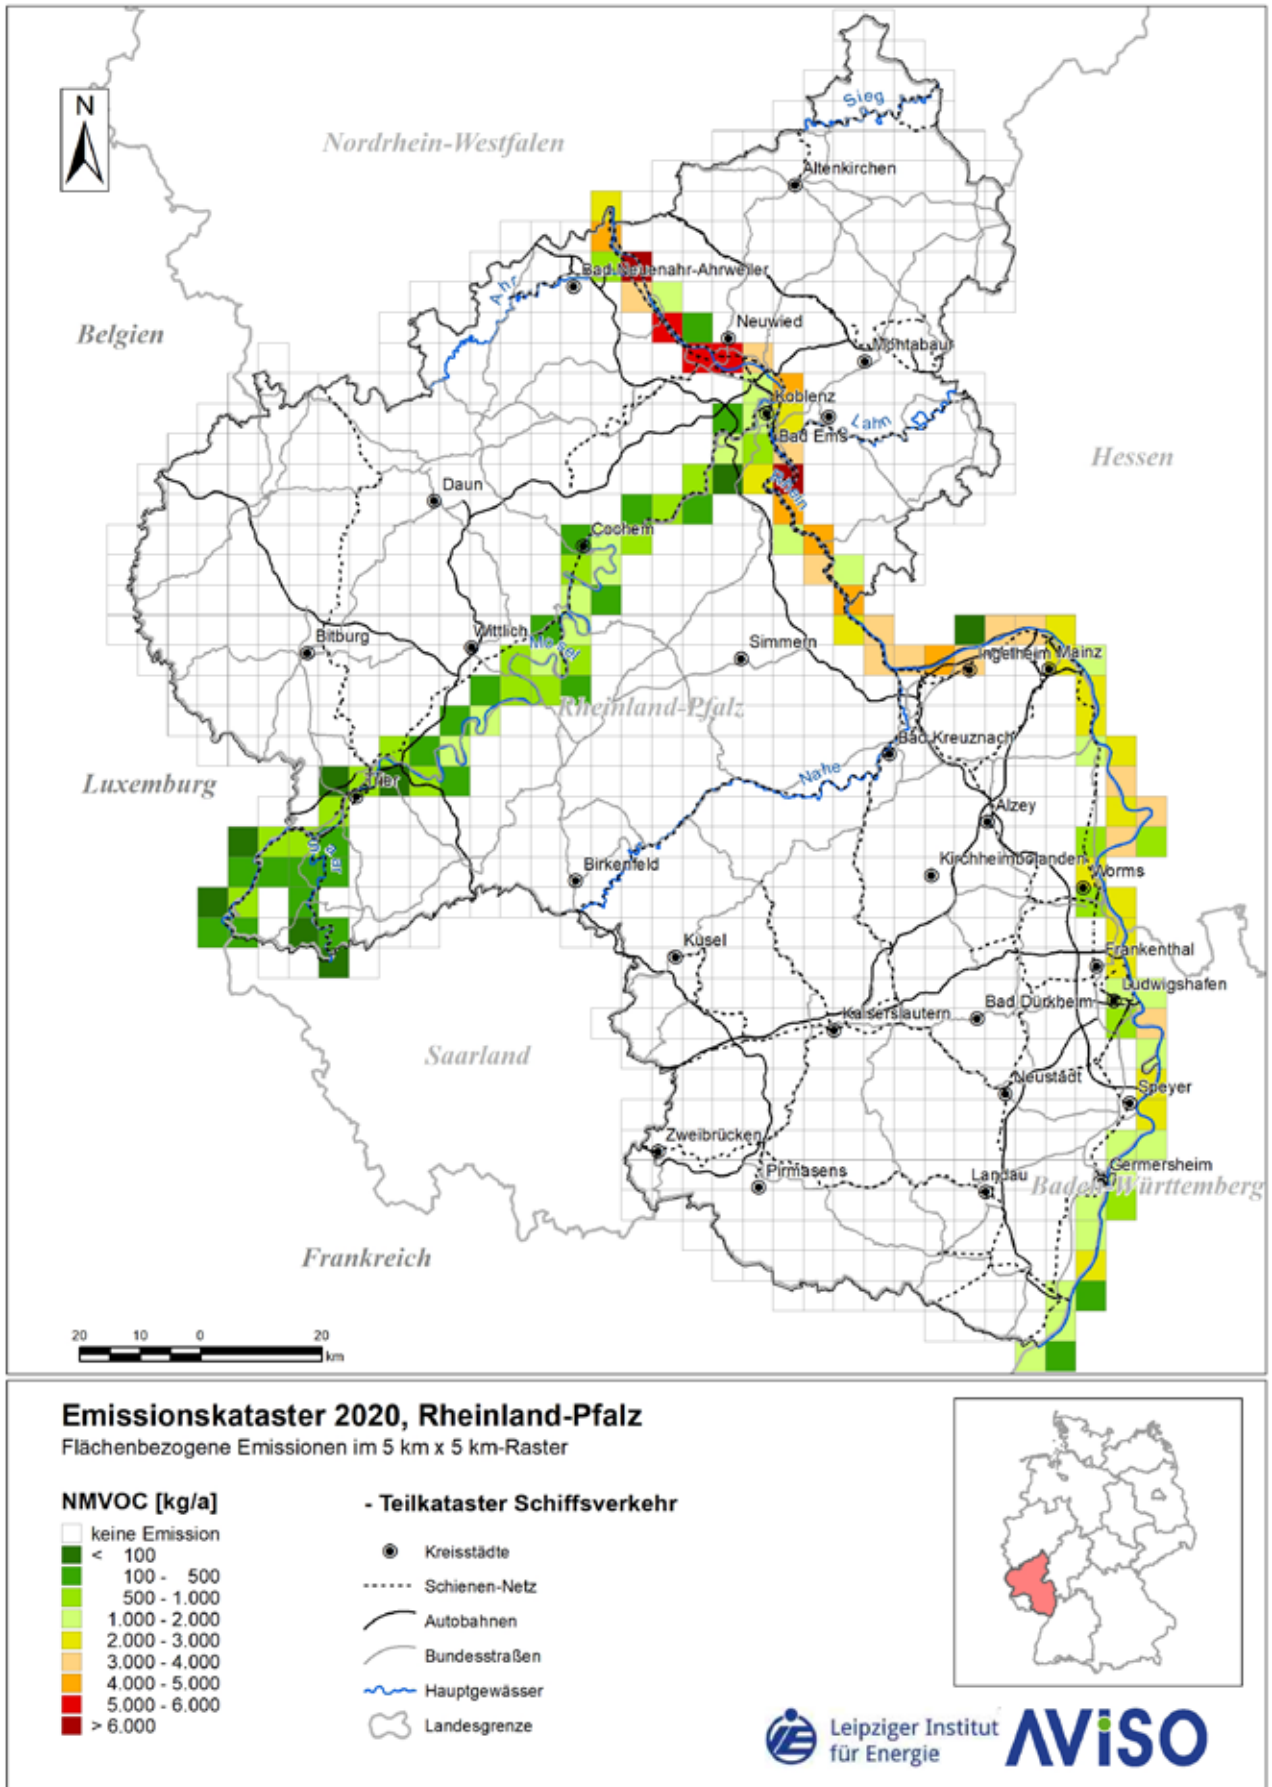 N
Nordrhein-Westfalen
Sieg
Altenkirchen
Bad Neuenahr-Ahrweiler
Ahr
Belgien
Neuwied
Montabaur
Koblenz
Lahn
Bad Ems
Hessen
Rhein
Daun
Cochem
Bitburg
Wittlich
Mosel
Simmern
Ingelheim
Mainz
Rheinland-Pfalz
Bad Kreuznach
Luxemburg
Trier
Nahe
Alzey
Saar
Birkenfeld
Kirchheimbolanden
Worms
Kusel
Frankenthal
Ludwigshafen
Bad Dürkheim
Kaiserslautern
Saarland
Neustadt
Speyer
Zweibrücken
Pirmasens
Landau
Germersheim
Baden-Württemberg
Frankreich
20 10 0 20
km
Emissionskataster 2020, Rheinland-Pfalz
Flächenbezogene Emissionen im 5 km x 5 km-Raster
NMVOC [kg/a]
keine Emission
< 100
100 - 500
500 - 1.000
1.000 - 2.000
2.000 - 3.000
3.000 - 4.000
4.000 - 5.000
5.000 - 6.000
> 6.000
- Teilkataster Schiffsverkehr
Kreisstädte
Schienen-Netz
Autobahnen
Bundesstraßen
Hauptgewässer
Landesgrenze
Leipziger Institut
für Energie
AViSO